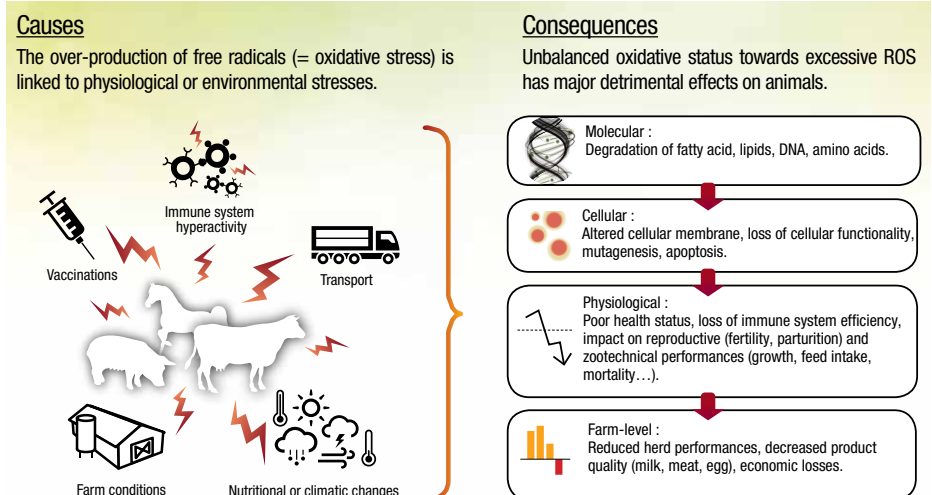 Causes
The over-production of free radicals (= oxidative stress) is
linked to physiological or environmental stresses.
Immune system
hyperactivity
Vaccinations
Transport
Farm conditions
Nutritional or climatic changes
Consequences
Unbalanced oxidative status towards excessive ROS
has major detrimental effects on animals.
Molecular :
Degradation of fatty acid, lipids, DNA, amino acids.
Cellular :
Altered cellular membrane, loss of cellular functionality,
mutagenesis, apoptosis.
Physiological :
Poor health status, loss of immune system efficiency,
impact on reproductive (fertility, parturition) and
zootechnical performances (growth, feed intake,
mortality…).
Farm-level :
Reduced herd performances, decreased product
quality (milk, meat, egg), economic losses.